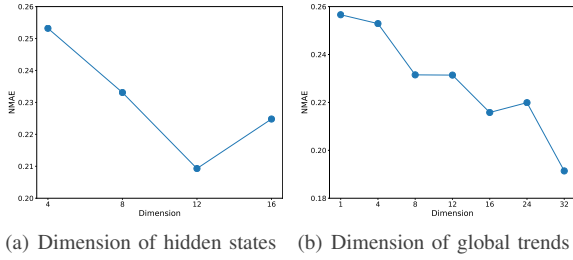 0.26
0.25
0.24
0.23
0.22
0.21
0.20
NMAE
4 8 12 16
Dimension
0.26
0.24
0.22
0.20
0.18
NMAE
1 4 8 12 16 24 32
Dimension
(a) Dimension of hidden states
(b) Dimension of global trends